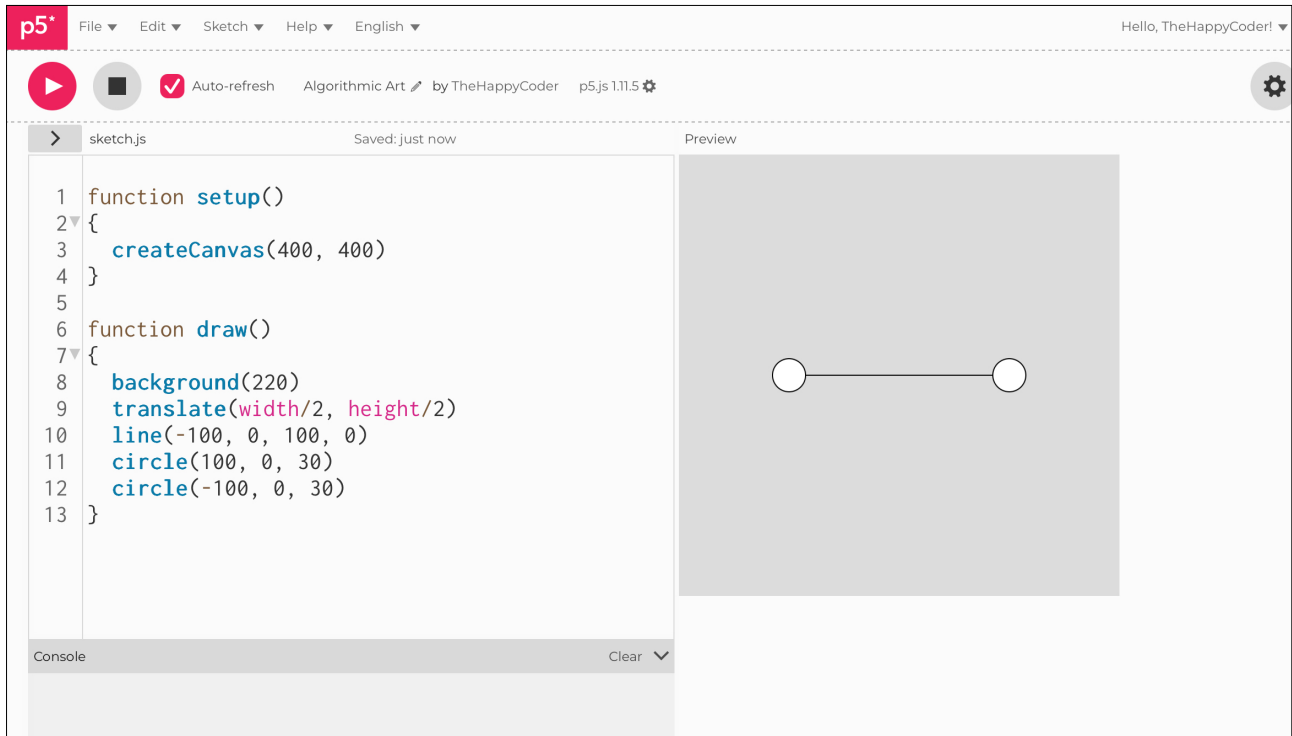 p5* File Edit Sketch Help English Hello, TheHappyCoder!
Auto-refresh Algorithmic Art by TheHappyCoder p5.js 1.11.5
sketch.js Saved: just now Preview
1 function setup()
2 {
3 createCanvas(400, 400)
4 }
5
6 function draw()
7 {
8 background(220)
9 translate(width/2, height/2)
10 line(-100, 0, 100, 0)
11 circle(100, 0, 30)
12 circle(-100, 0, 30)
13 }
Console Clear